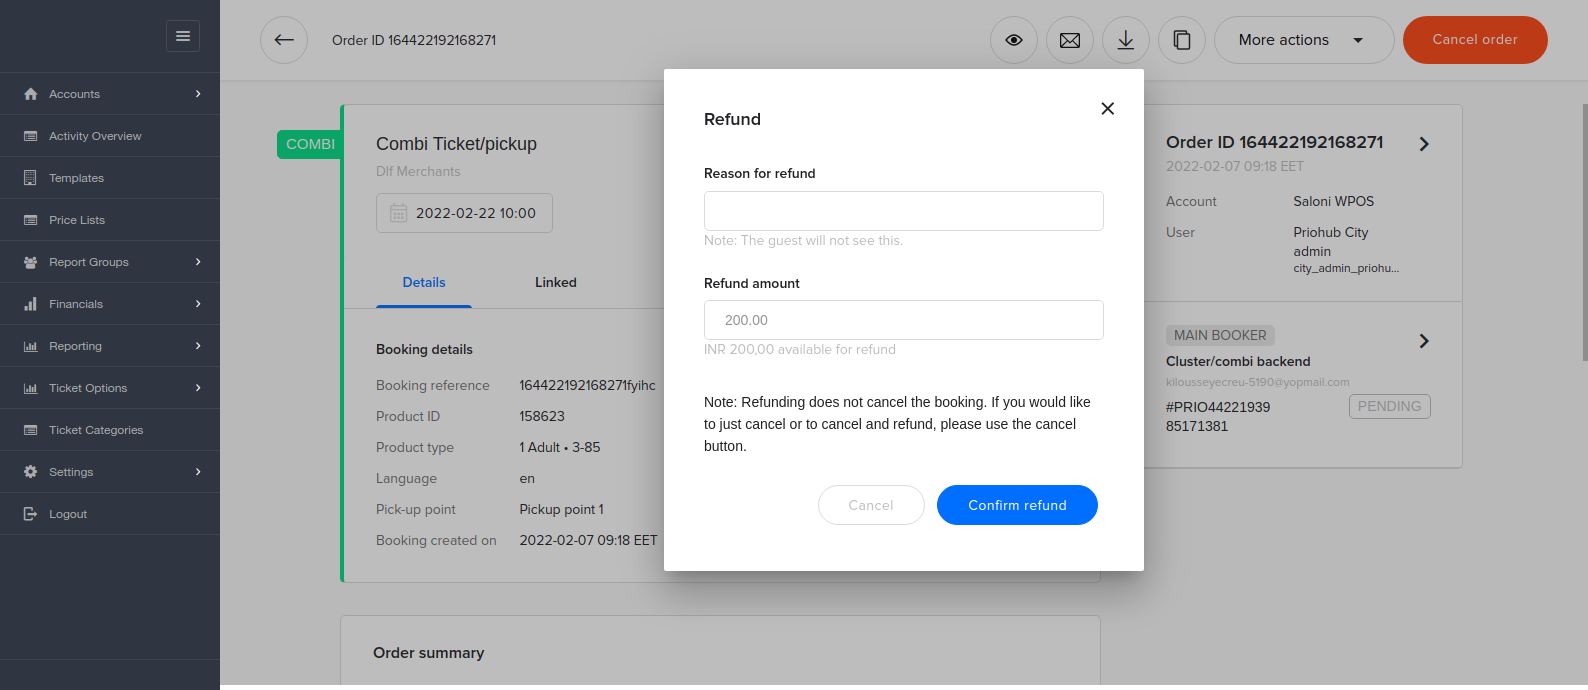 Order ID 164422192168271
More actions
Cancel order
Accounts
Activity Overview
Templates
Price Lists
Report Groups
Financials
Reporting
Ticket Options
Ticket Categories
Settings
Logout
COMBI
Combi Ticket/pickup
Dlf Merchants
2022-02-22 10:00
Details Linked
Booking details
Booking reference 164422192168271fyihc
Product ID 158623
Product type 1 Adult • 3-85
Language en
Pick-up point Pickup point 1
Booking created on 2022-02-07 09:18 EET
Order summary
Refund
Reason for refund
Note: The guest will not see this.
Refund amount
200.00
INR 200,00 available for refund
Note: Refunding does not cancel the booking. If you would like
to just cancel or to cancel and refund, please use the cancel
button.
Cancel Confirm refund
Order ID 164422192168271
2022-02-07 09:18 EET
Account Saloni WPOS
User Priohub City
admin
city_admin_priohu...
MAIN BOOKER
Cluster/combi backend
kilousseyecreu-5190@yopmail.com
#PRIO44221939
85171381
PENDING